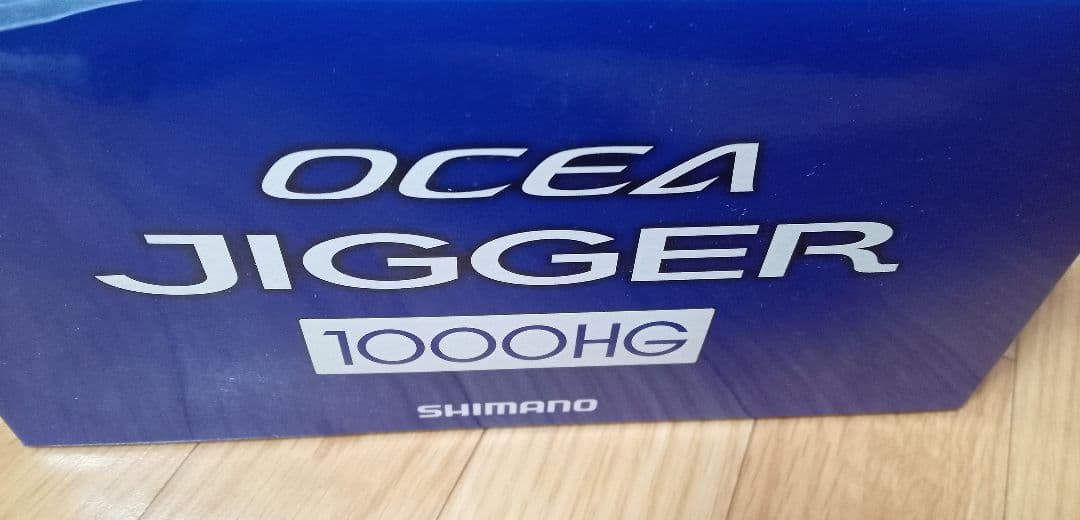 OCEA
JIGGER
1000HG
SHIMANO